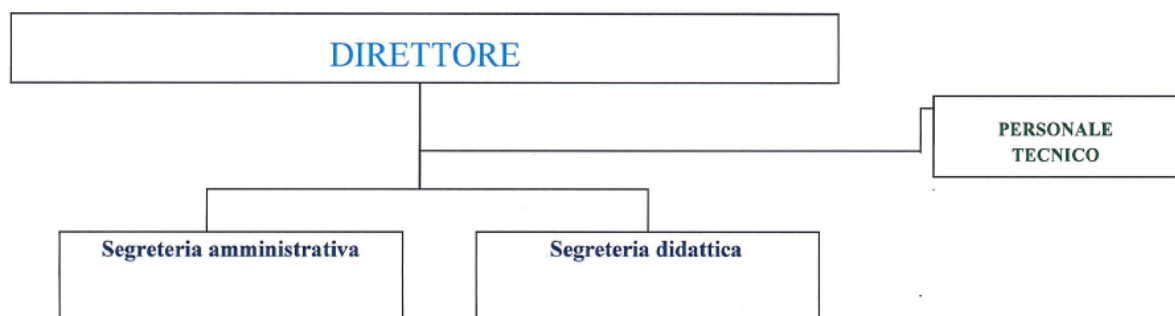 DIRETTORE
PERSONALE
TECNICO
Segreteria amministrativa
Segreteria didattica